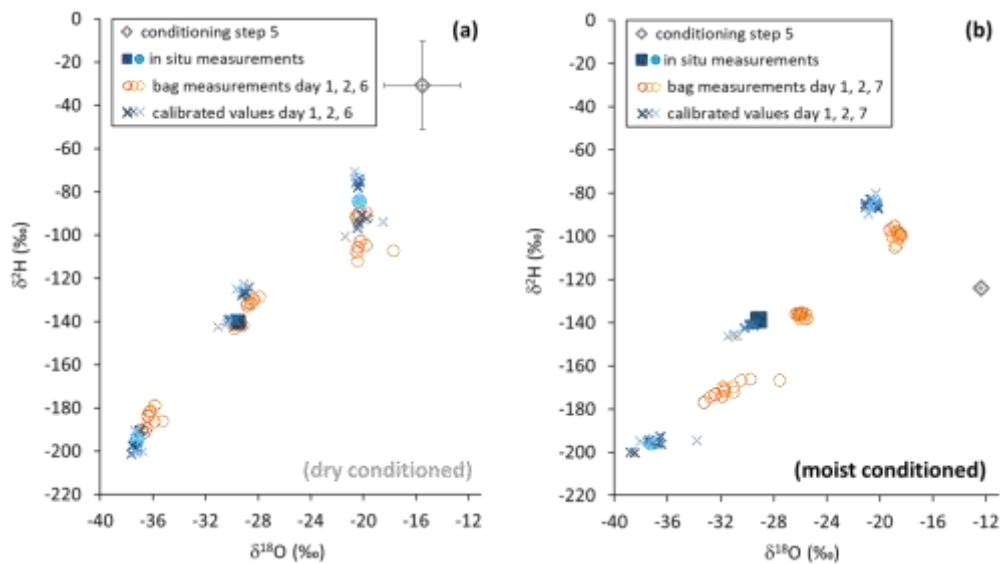 (a)
conditioning step 5
in situ measurements
bag measurements day 1, 2, 6
calibrated values day 1, 2, 6
0
-20
-40
-60
-80
-100
-120
-140
-160
-180
-200
-220
δ²H (‰)
(dry conditioned)
-40 -36 -32 -28 -24 -20 -16 -12
δ¹⁸O (‰)
(b)
conditioning step 5
in situ measurements
bag measurements day 1, 2, 7
calibrated values day 1, 2, 7
0
-20
-40
-60
-80
-100
-120
-140
-160
-180
-200
-220
δ²H (‰)
(moist conditioned)
-40 -36 -32 -28 -24 -20 -16 -12
δ¹⁸O (‰)